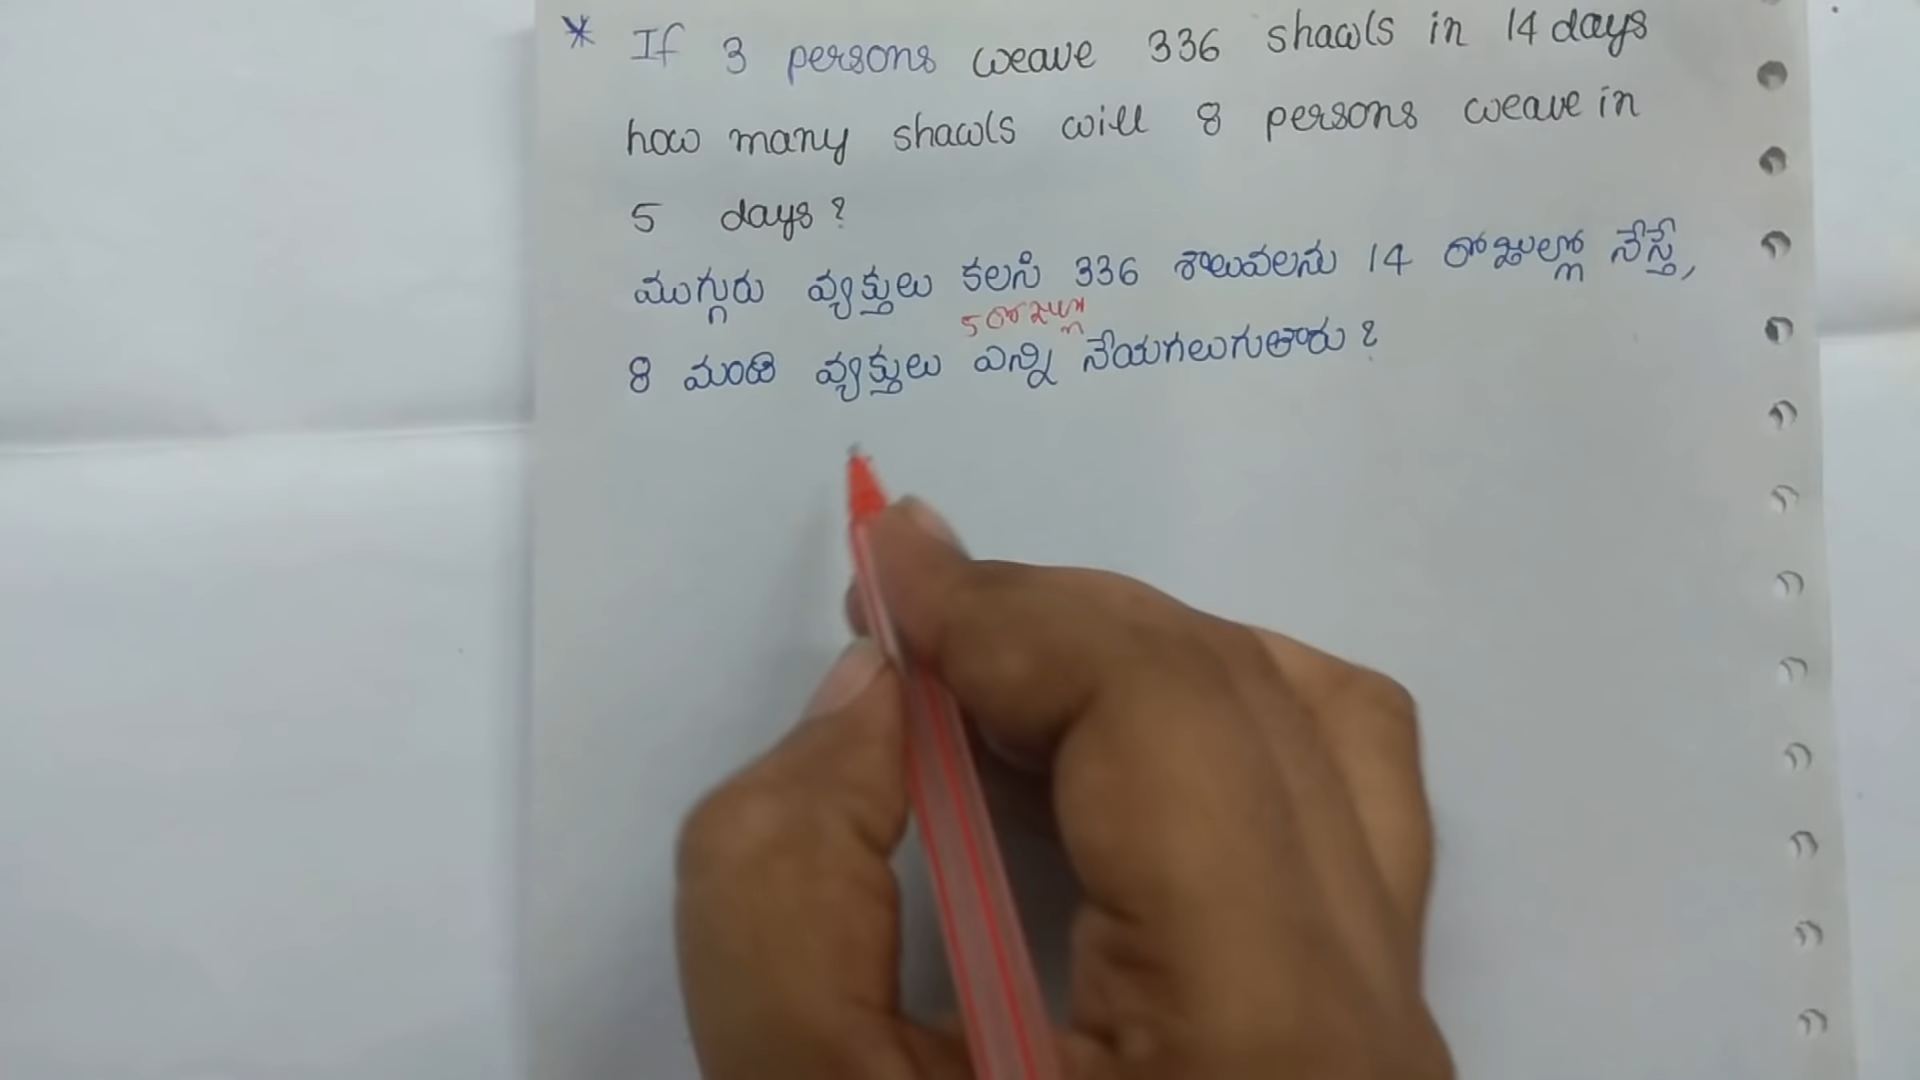 * If 3 persons weave 336 shawls in 14 days
how many shawls will 8 persons weave in
5 days?
ముగ్గురు వ్యక్తులు కలసి 336 శాలువలను 14 రోజుల్లో నేస్తే,
5 రోజుల్లో
8 మంది వ్యక్తులు ఎన్ని నేయగలుగుతారు?